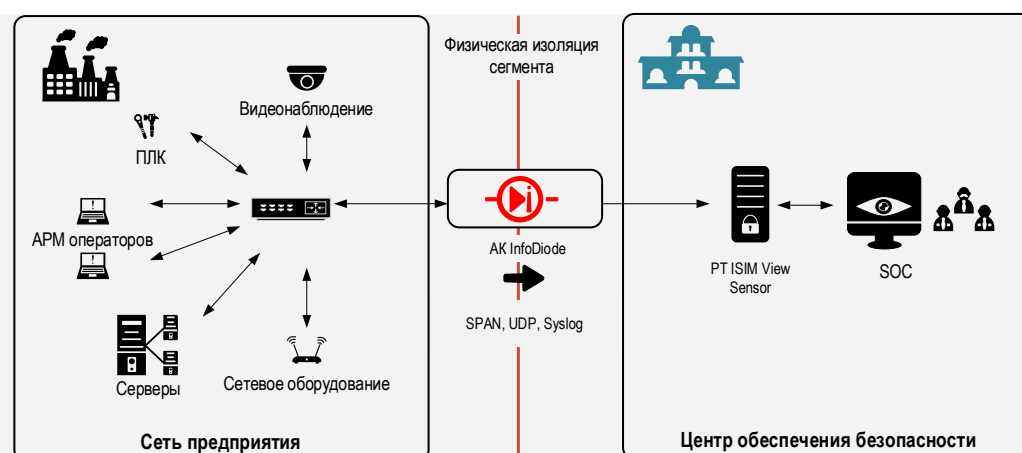 Физическая изоляция
сегмента
Видеонаблюдение
ПЛК
АРМ операторов
Серверы
Сетевое оборудование
Сеть предприятия
АК InfoDiode
SPAN, UDP, Syslog
PT ISIM View
Sensor
SOC
Центр обеспечения безопасности